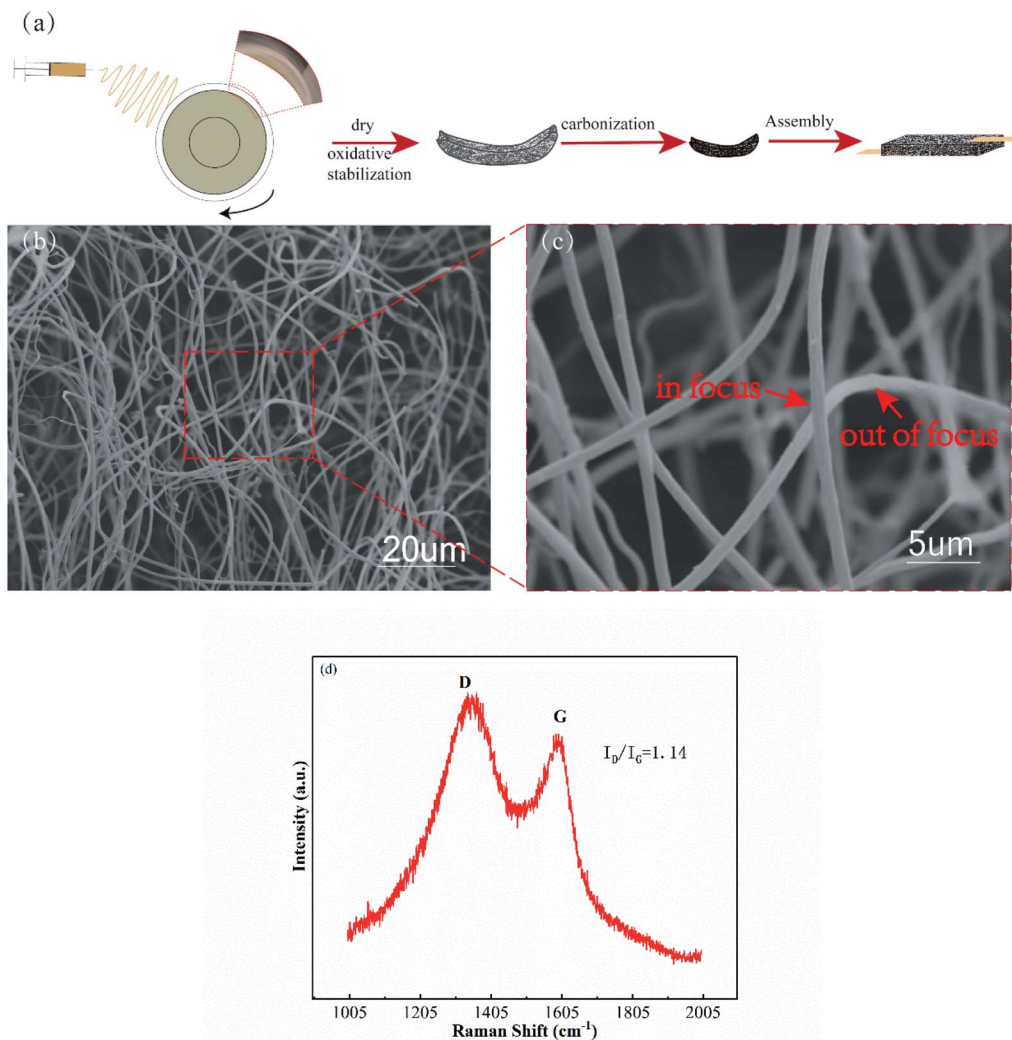 (a)
dry
oxidative
stabilization
carbonization
Assembly
(b)
20um
(c)
in focus
out of focus
5um
(d)
D
G
I_D/I_G=1.14
Intensity (a.u.)
1005 1205 1405 1605 1805 2005
Raman Shift (cm⁻¹)